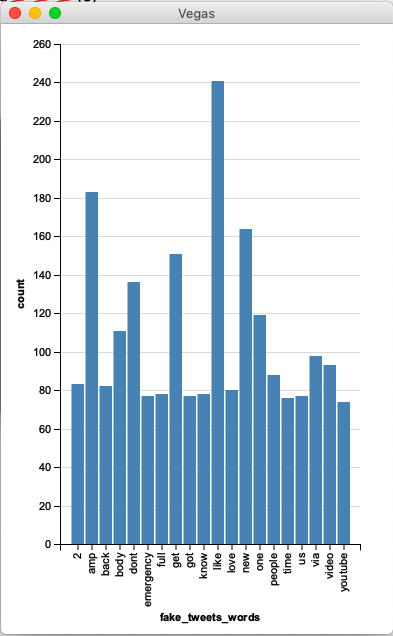 Vegas
260
240
220
200
180
160
140
120
100
80
60
40
20
0
count
2
amp
back
body
dont
emergency
full
get
got
know
like
love
new
one
people
time
us
via
video
youtube
fake_tweets_words